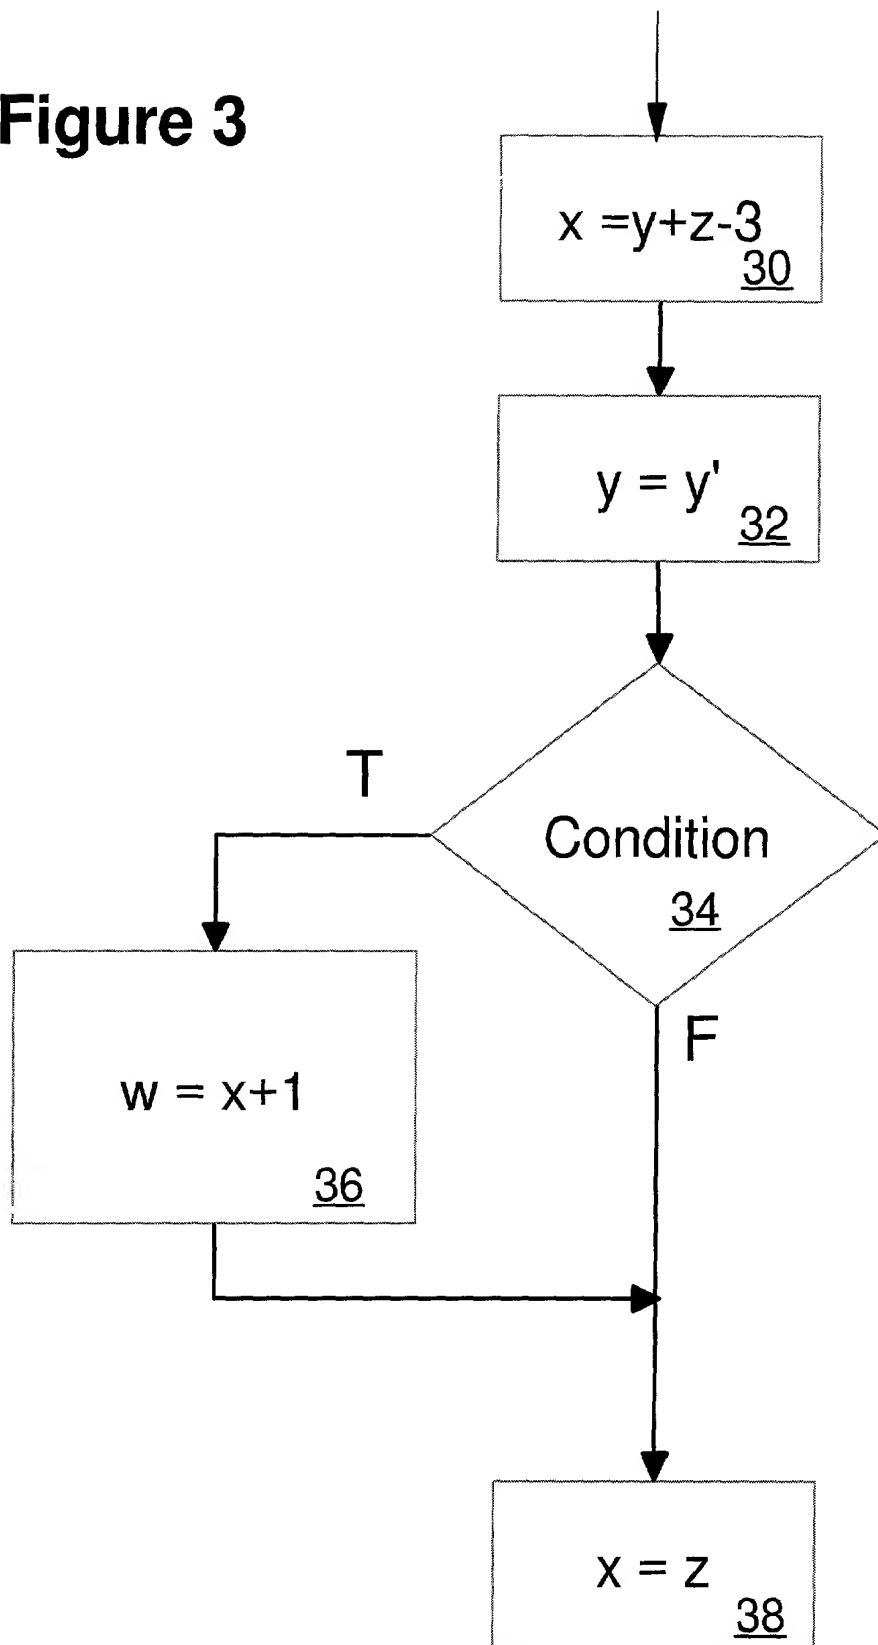 Figure 3
x =y+z-3
30
y = y'
32
T
Condition
34
F
w = x+1
36
x = z
38